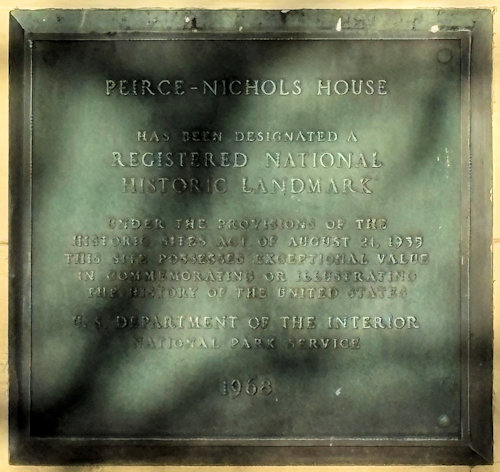 PEIRCE-NICHOLS HOUSE
HAS BEEN DESIGNATED A
REGISTERED NATIONAL
HISTORIC LANDMARK
UNDER THE PROVISIONS OF THE
HISTORIC SITES ACT OF AUGUST 21, 1935
THIS SITE POSSESSES EXCEPTIONAL VALUE
IN COMMEMORATING OR ILLUSTRATING
THE HISTORY OF THE UNITED STATES
U. S. DEPARTMENT OF THE INTERIOR
NATIONAL PARK SERVICE
1968